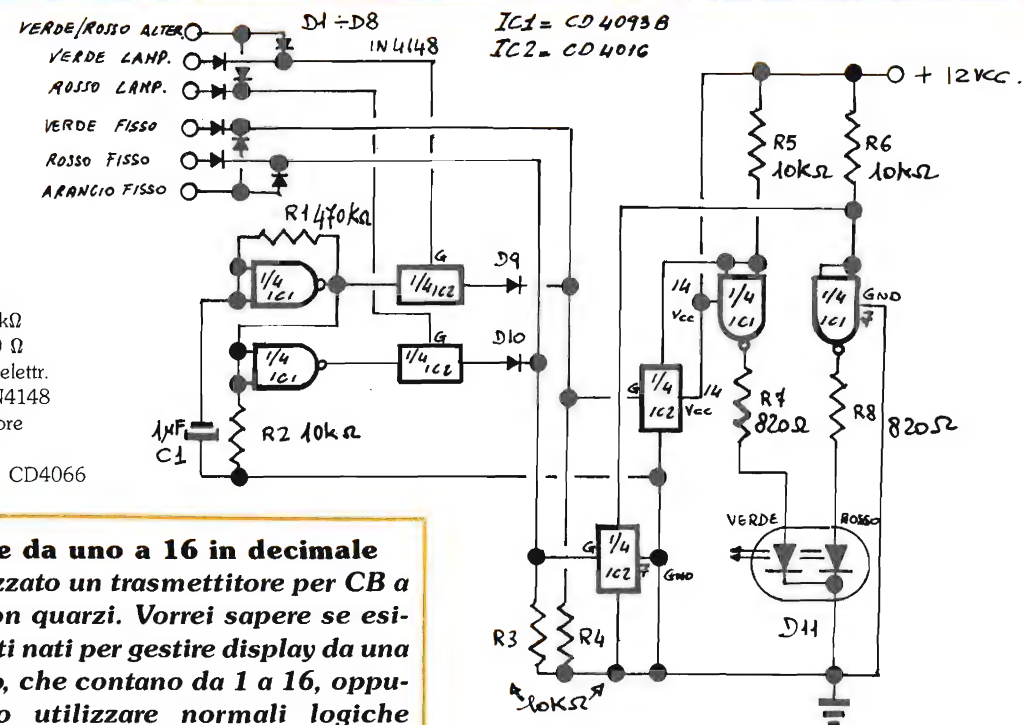 VERDE/ROSSO ALTER.
VERDE LAMP.
ROSSO LAMP.
VERDE FISSO
ROSSO FISSO
ARANCIO FISSO
D1÷D8
1N4148
IC1= CD4093B
IC2= CD4016
+ 12VCC.
R5
10KΩ
R6
10KΩ
R1 470KΩ
1/4
IC1
G
1/4 IC2
D9
1/4
IC1
G
1/4
IC2
D10
R2 10KΩ
1µF
C1
14
VCC
1/4
IC1
1/4
IC1
GND
7
G
1/4
IC2
14
VCC
R7
820Ω
R8
820Ω
G
1/4
IC2
7
GND
VERDE
ROSSO
D11
R3
R4
10KΩ
kΩ
Ω
elettr.
N4148
ore
CD4066
e da uno a 16 in decimale
zzato un trasmettitore per CB a
on quarzi. Vorrei sapere se esi-
ti nati per gestire display da una
o, che contano da 1 a 16, oppu-
o utilizzare normali logiche